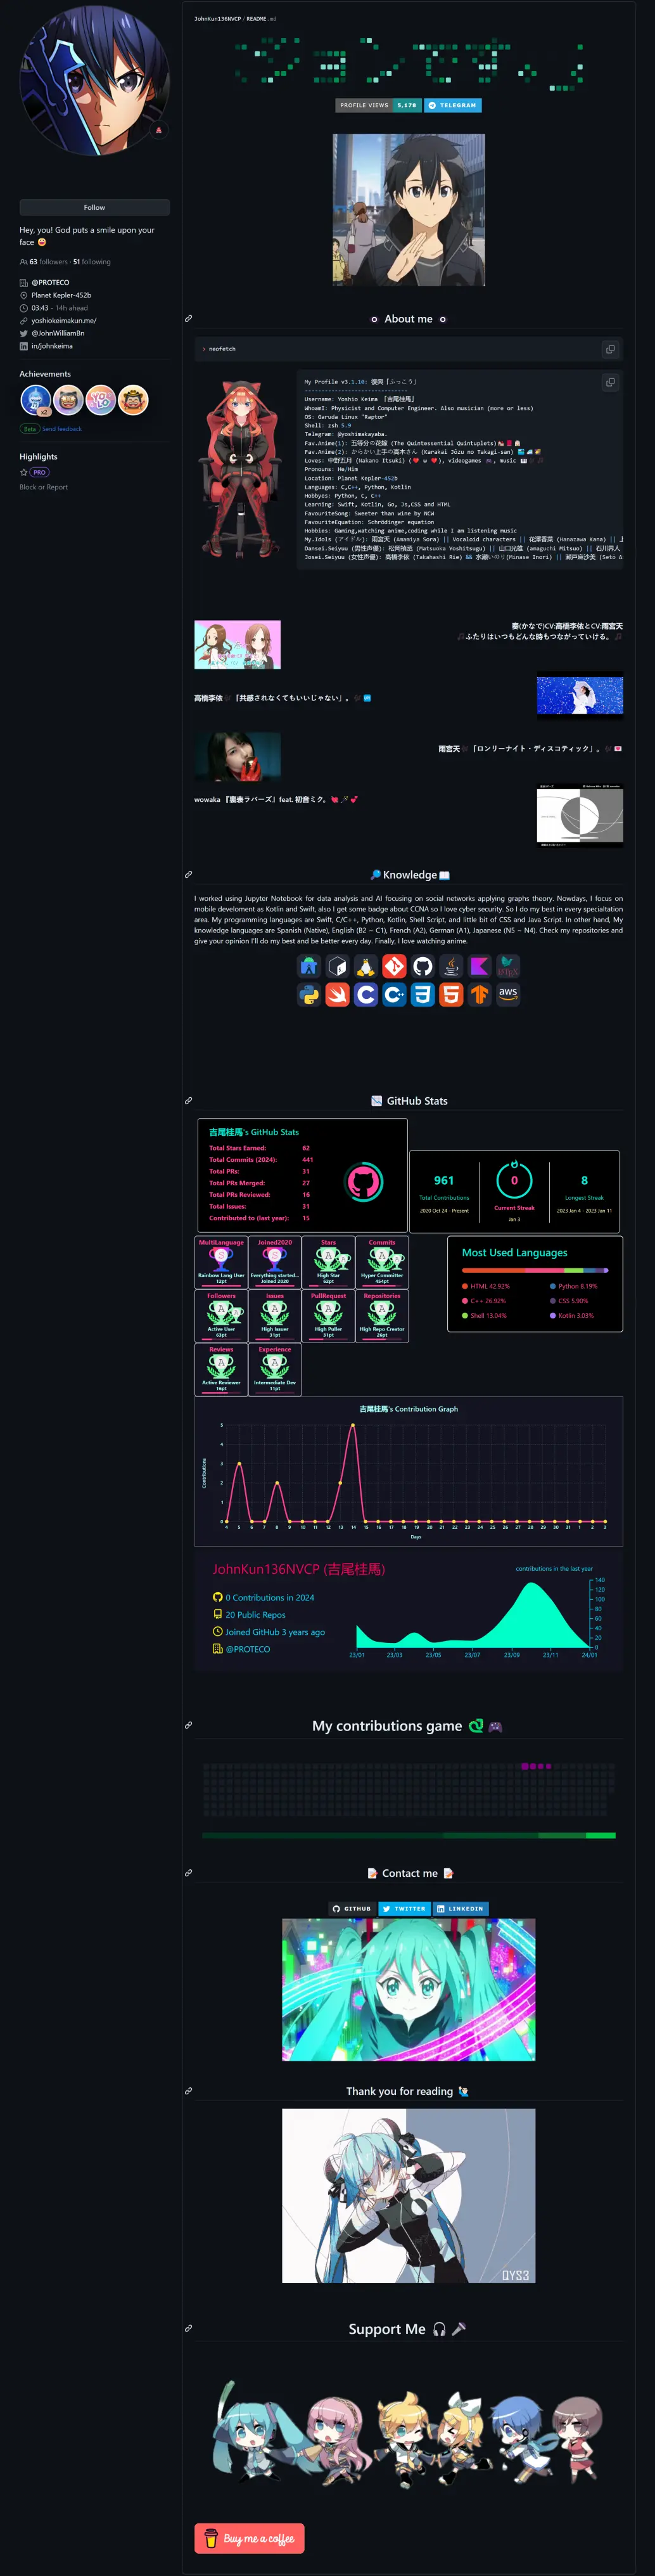 JohnKun136NVCP / README.md
ジョンウィリ
PROFILE VIEWS 5,178 TELEGRAM
Follow
Hey, you! God puts a smile upon your
face
63 followers · 51 following
@PROTECO
Planet Kepler-452b
03:43 - 14h ahead
yoshiokeimakun.me/
@JohnWilliamBn
in/johnkeima
Achievements
x2
YOLO
Beta Send feedback
Highlights
PRO
Block or Report
About me
› neofetch
My Profile v3.1.10: 復興「ふっこう」
------------------------------
Username: Yoshio Keima 「吉尾桂馬」
WhoamI: Physicist and Computer Engineer. Also musician (more or less)
OS: Garuda Linux "Raptor"
Shell: zsh 5.9
Telegram: @yoshimakayaba.
Fav.Anime(1): 五等分の花嫁 (The Quintessential Quintuplets)
Fav.Anime(2): からかい上手の高木さん (Karakai Jōzu no Takagi-san)
Loves: 中野五月 (Nakano Itsuki) (❤️ ω ❤️), videogames 🎮, music
Pronouns: He/Him
Location: Planet Kepler-452b
Languages: C,C++, Python, Kotlin
Hobbyes: Python, C, C++
Learning: Swift, Kotlin, Go, Js,CSS and HTML
FavouriteSong: Sweeter than wine by NCW
FavouriteEquation: Schrödinger equation
Hobbies: Gaming,watching anime,coding while I am listening music
My.Idols (アイドル): 雨宮天 (Amamiya Sora) || Vocaloid characters || 花澤香菜 (Hanazawa Kana) || 上
Dansei.Seiyuu (男性声優): 松岡禎丞 (Matsuoka Yoshitsugu) || 山口光雄 (amaguchi Mitsuo) || 石川界人
Josei.Seiyuu (女性声優): 高橋李依 (Takahashi Rie) && 水瀬いのり(Minase Inori) || 瀬戸麻沙美 (Setō A
奏(かなで)CV:高橋李依とCV:雨宮天
ふたりはいつもどんな時もつながっていける。
高橋李依 「共感されなくてもいいじゃない」。
雨宮天 「ロンリーナイト・ディスコティック」。
wowaka 『裏表ラバーズ』feat. 初音ミク。
Knowledge
I worked using Jupyter Notebook for data analysis and AI focusing on social networks applying graphs theory. Nowdays, I focus on
mobile develoment as Kotlin and Swift, also I get some badge about CCNA so I love cyber security. So I do my best in every specialtation
area. My programming languages are Swift, C/C++, Python, Kotlin, Shell Script, and little bit of CSS and Java Script. In other hand, My
knowledge languages are Spanish (Native), English (B2 ~ C1), French (A2), German (A1), Japanese (N5 ~ N4). Check my repositories and
give your opinion I'll do my best and be better every day. Finally, I love watching anime.
aws
GitHub Stats
吉尾桂馬's GitHub Stats
Total Stars Earned: 62
Total Commits (2024): 441
Total PRs: 31
Total PRs Merged: 27
Total PRs Reviewed: 16
Total Issues: 31
Contributed to (last year): 15
961 0 8
Total Contributions Current Streak Longest Streak
2020 Oct 24 - Present Jan 3 2023 Jan 4 - 2023 Jan 11
MultiLanguage Joined2020 Stars Commits
Rainbow Lang User Everything started... High Star Hyper Committer
12pt Joined 2020 62pt 454pt
Followers Issues PullRequest Repositories
Active User High Issuer High Puller High Repo Creator
63pt 31pt 31pt 26pt
Reviews Experience
Active Reviewer Intermediate Dev
16pt 11pt
Most Used Languages
HTML 42.92% Python 8.19%
C++ 26.92% CSS 5.90%
Shell 13.04% Kotlin 3.03%
吉尾桂馬's Contribution Graph
Contributions
5
4
3
2
1
0
4 5 6 7 8 9 10 11 12 13 14 15 16 17 18 19 20 21 22 23 24 25 26 27 28 29 30 31 1 2 3
Days
JohnKun136NVCP (吉尾桂馬)
0 Contributions in 2024
20 Public Repos
Joined GitHub 3 years ago
@PROTECO
contributions in the last year
140
120
100
80
60
40
20
0
23/01 23/03 23/05 23/07 23/09 23/11 24/01
My contributions game
Contact me
GITHUB TWITTER LINKEDIN
Thank you for reading
QYS3
Support Me
Buy me a coffee